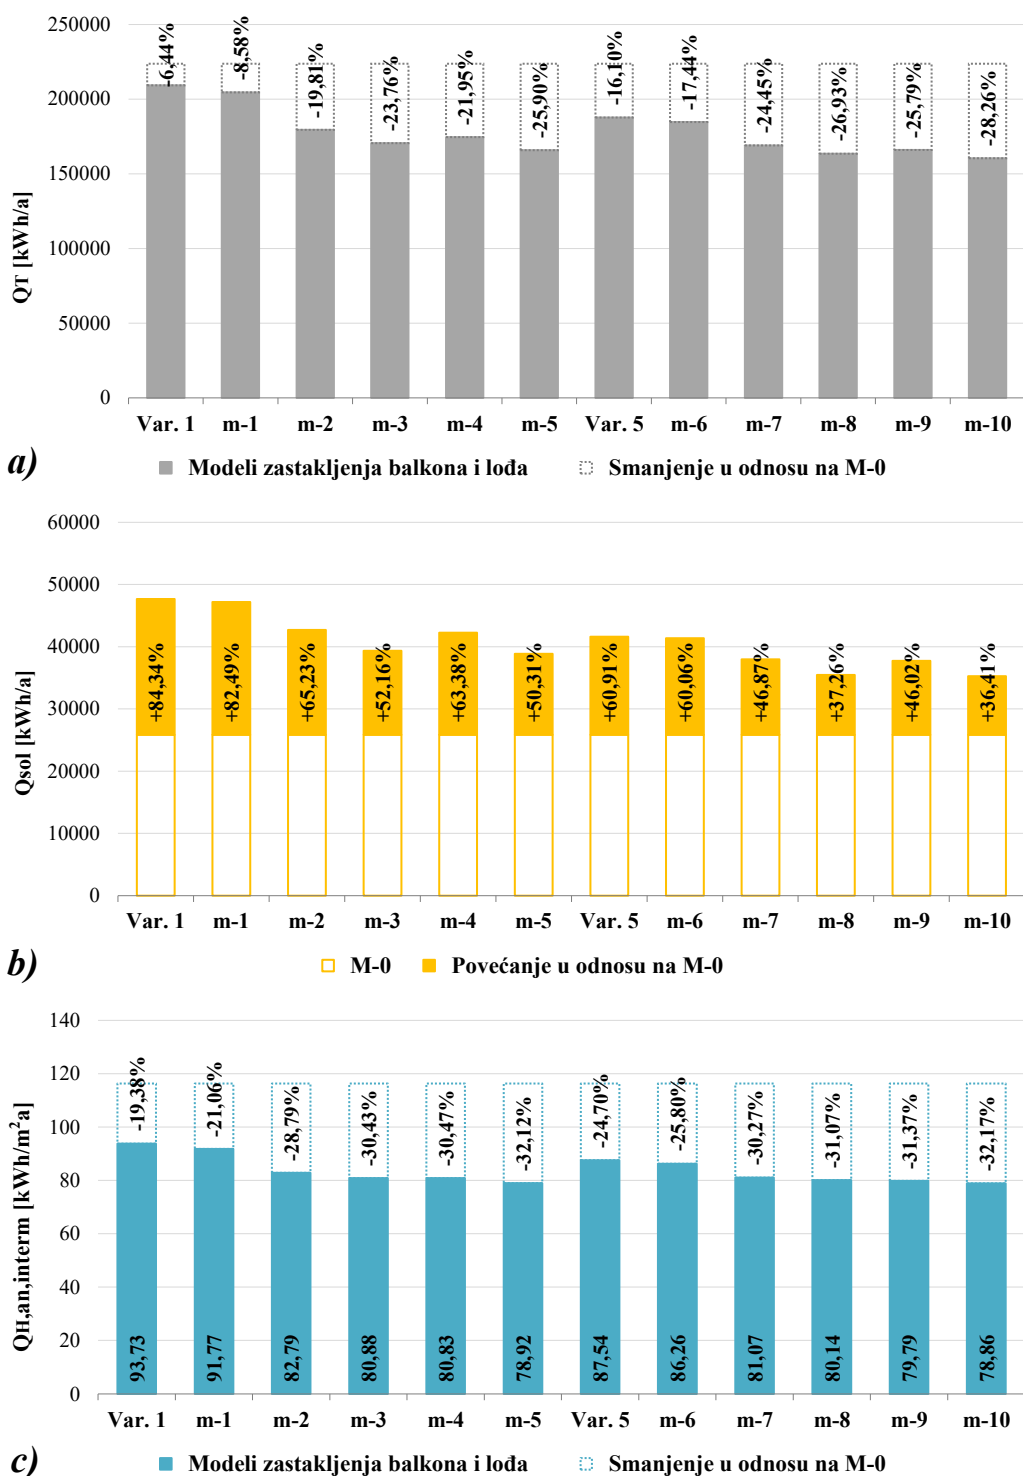 250000
200000
150000
100000
50000
0
QT [kWh/a]
-6,44% -8,58% -19,81% -23,76% -21,95% -25,90% -16,10% -17,44% -24,45% -26,93% -25,79% -28,26%
Var. 1 m-1 m-2 m-3 m-4 m-5 Var. 5 m-6 m-7 m-8 m-9 m-10
a)
Modeli zastakljenja balkona i lođa Smanjenje u odnosu na M-0
60000
50000
40000
30000
20000
10000
0
Qsol [kWh/a]
+84,34% +82,49% +65,23% +52,16% +63,38% +50,31% +60,91% +60,06% +46,87% +37,26% +46,02% +36,41%
Var. 1 m-1 m-2 m-3 m-4 m-5 Var. 5 m-6 m-7 m-8 m-9 m-10
b)
M-0 Povećanje u odnosu na M-0
140
120
100
80
60
40
20
0
QH,an,interm [kWh/m²a]
-19,38% -21,06% -28,79% -30,43% -30,47% -32,12% -24,70% -25,80% -30,27% -31,07% -31,37% -32,17%
93,73 91,77 82,79 80,88 80,83 78,92 87,54 86,26 81,07 80,14 79,79 78,86
Var. 1 m-1 m-2 m-3 m-4 m-5 Var. 5 m-6 m-7 m-8 m-9 m-10
c)
Modeli zastakljenja balkona i lođa Smanjenje u odnosu na M-0